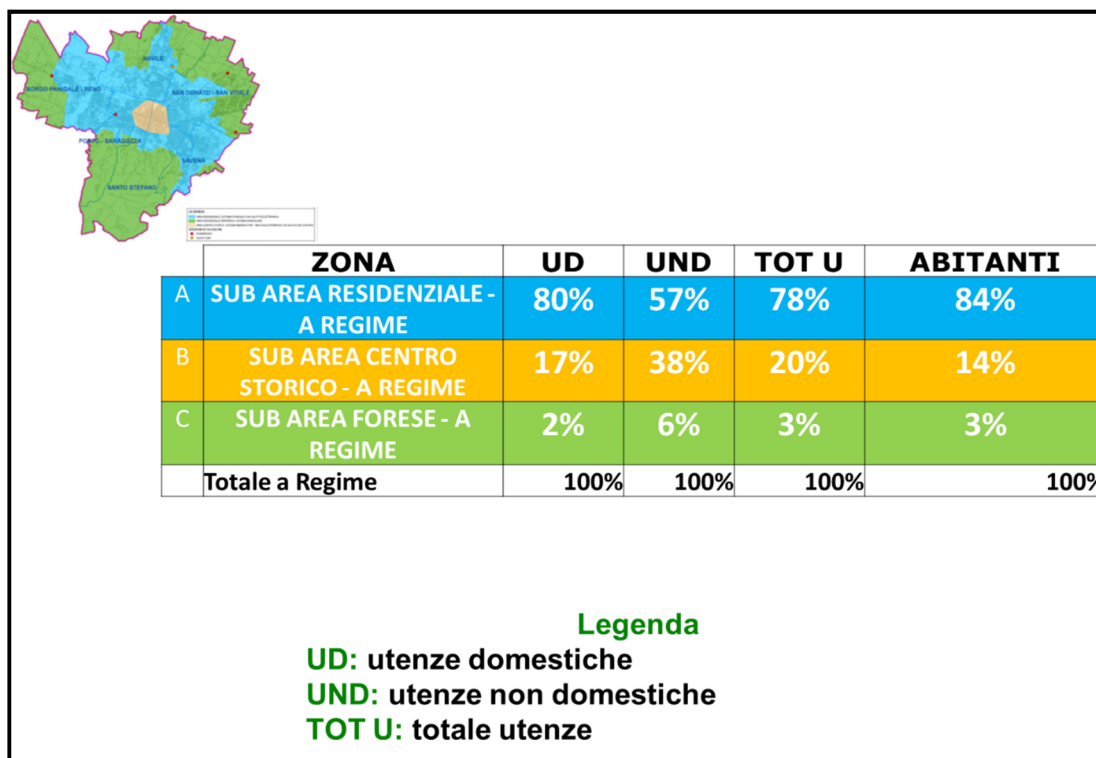 NAVILE
BORGO PANIGALE - RENO
SAN DONATO - SAN VITALE
PORTO - SARAGOZZA
SAVENA
SANTO STEFANO
ZONA UD UND TOT U ABITANTI
A SUB AREA RESIDENZIALE - A REGIME 80% 57% 78% 84%
B SUB AREA CENTRO STORICO - A REGIME 17% 38% 20% 14%
C SUB AREA FORESE - A REGIME 2% 6% 3% 3%
Totale a Regime 100% 100% 100% 100%
Legenda
UD: utenze domestiche
UND: utenze non domestiche
TOT U: totale utenze